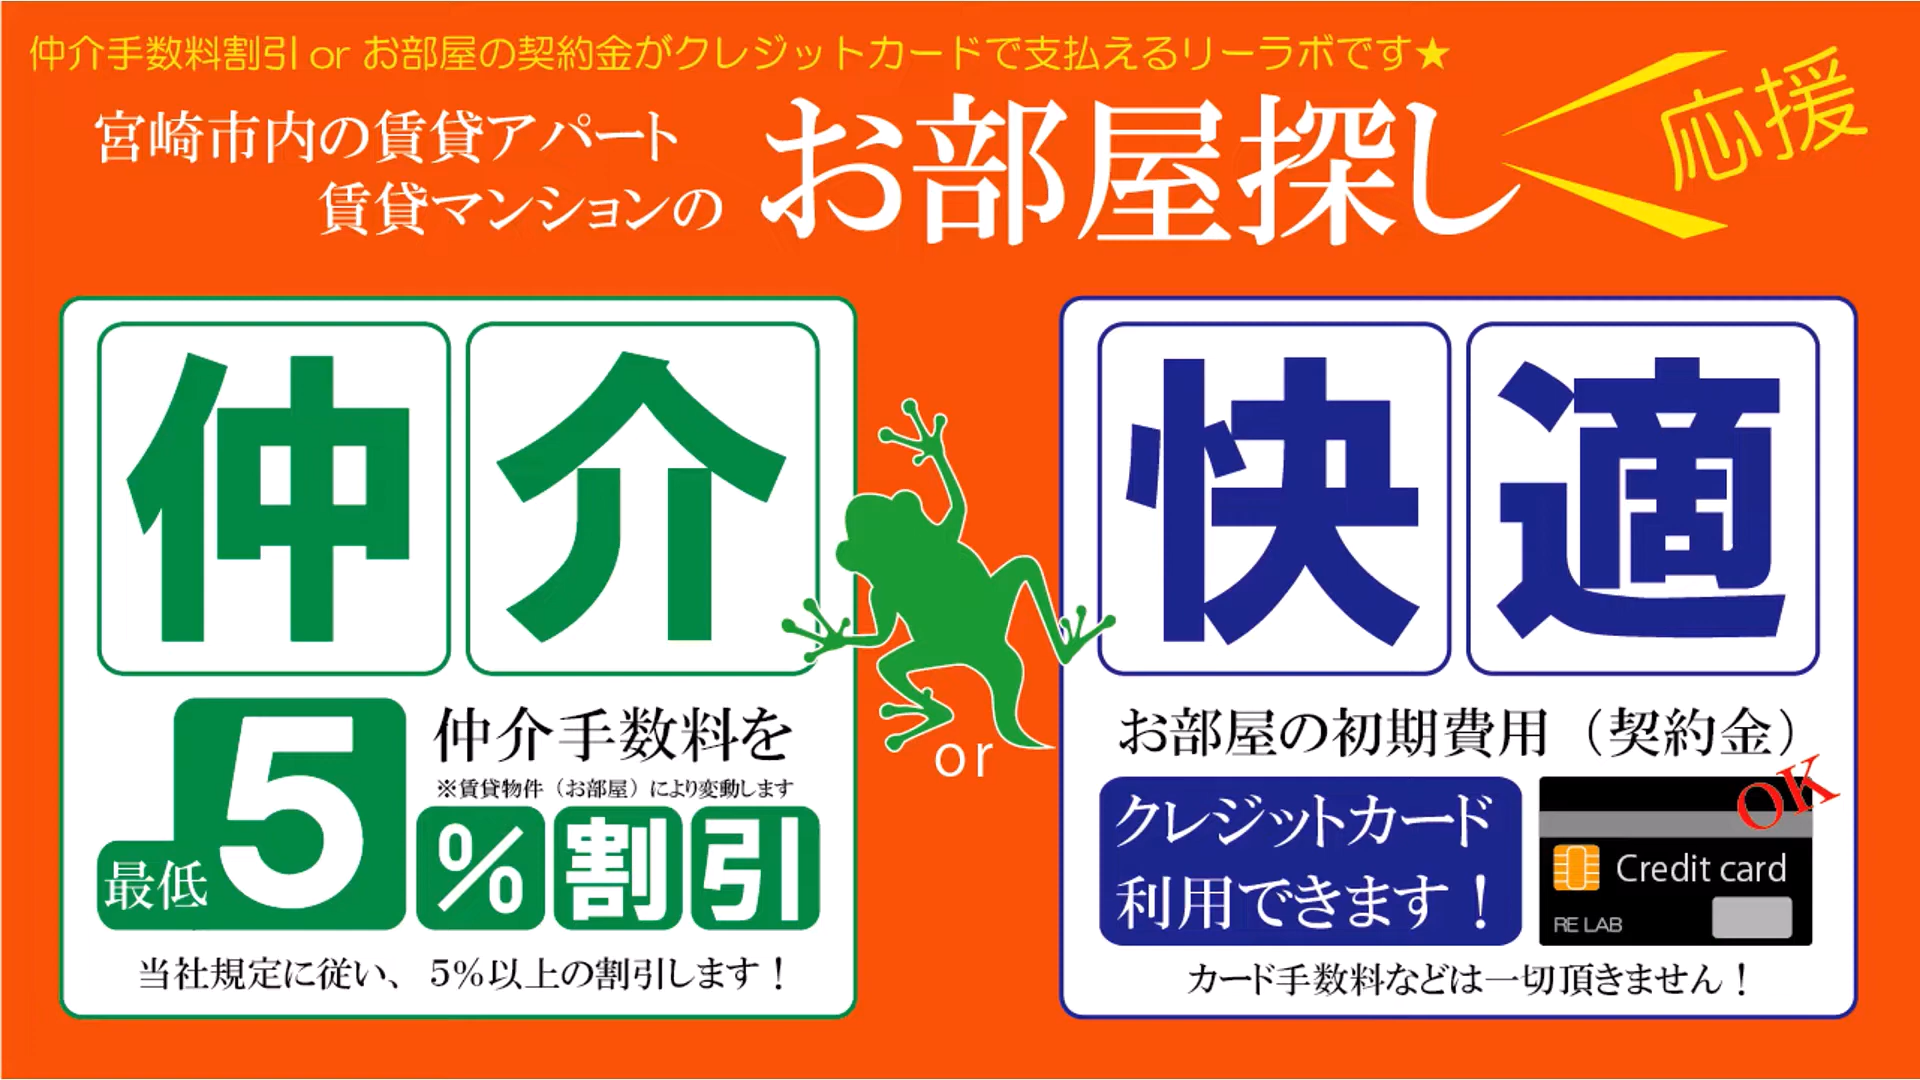 仲介手数料割引 or お部屋の契約金がクレジットカードで支払えるリーラボです★
宮崎市内の賃貸アパート
賃貸マンションの
お部屋探し
応援
仲介
仲介手数料を
※賃貸物件（お部屋）により変動します
最低5%割引
当社規定に従い、5%以上の割引します！
or
快適
お部屋の初期費用（契約金）
クレジットカード
利用できます！
OK
Credit card
RE LAB
カード手数料などは一切頂きません！